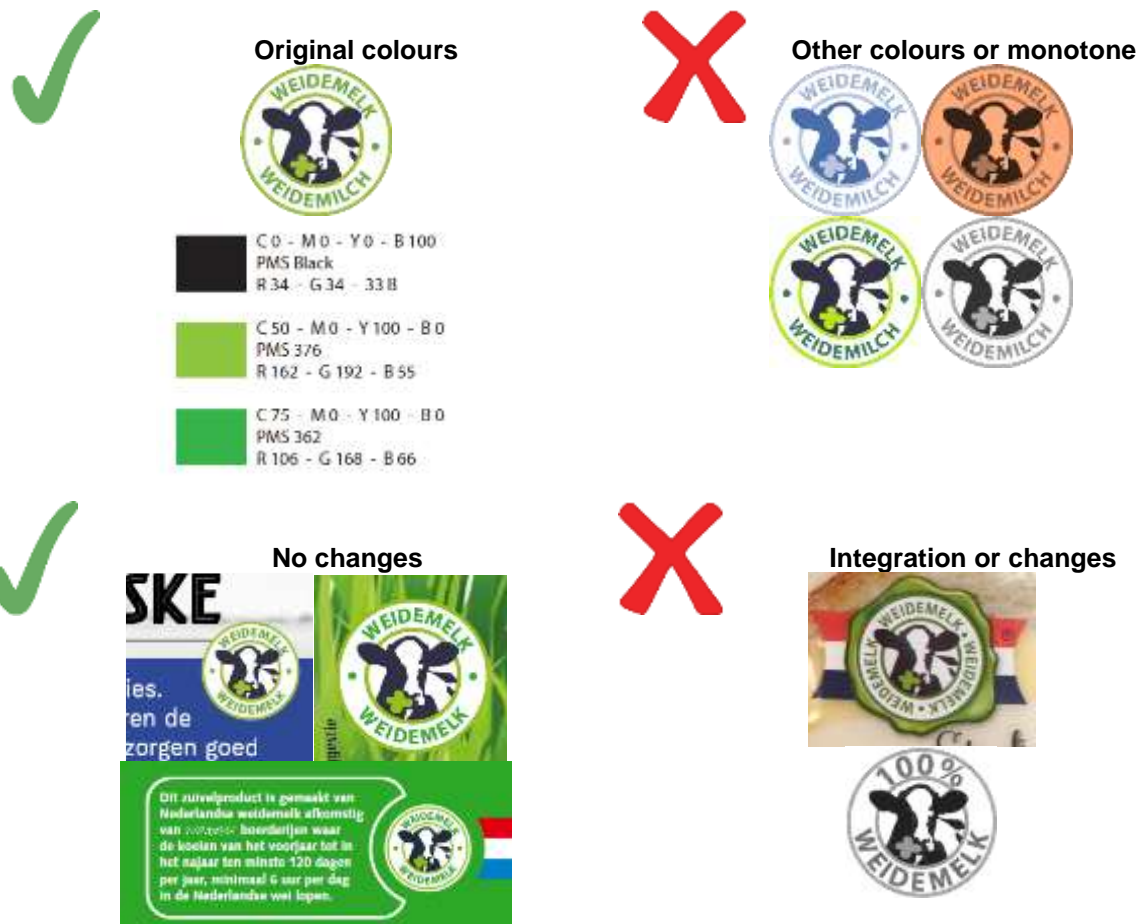 Original colours
WEIDEMELK
WEIDEMILCH
C 0 - M 0 - Y 0 - B 100
PMS Black
R 34 - G 34 - 33 B
C 50 - M 0 - Y 100 - B 0
PMS 376
R 162 - G 192 - B 55
C 75 - M 0 - Y 100 - B 0
PMS 362
R 106 - G 168 - B 66
Other colours or monotone
WEIDEMELK
WEIDEMILCH
WEIDEMELK
WEIDEMILCH
WEIDEMELK
WEIDEMILCH
WEIDEMELK
WEIDEMILCH
No changes
SKE
ies.
ren de
zorgen goed
WEIDEMELK
WEIDEMELK
WEIDEMELK
WEIDEMELK
Dit zuivelproduct is gemaakt van
Nederlandse weidemelk afkomstig
van boerderijen waar
de koeien van het voorjaar tot in
het najaar ten minste 120 dagen
per jaar, minimaal 6 uur per dag
in de Nederlandse wei lopen.
WEIDEMELK
WEIDEMELK
Integration or changes
WEIDEMELK • WEIDEMELK • WEIDEMELK • WEIDEMELK
100%
WEIDEMELK